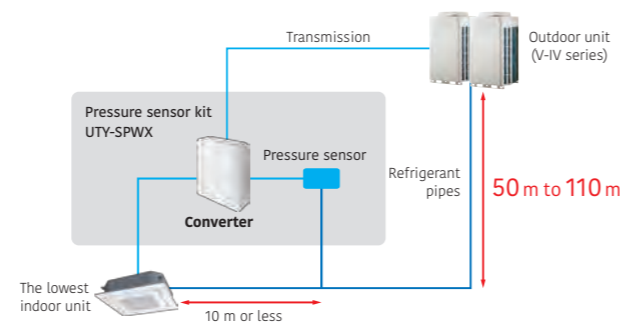 Transmission
Outdoor unit
(V-IV series)
Pressure sensor kit
UTY-SPWX
Pressure sensor
Converter
Refrigerant
pipes
50 m to 110 m
The lowest
indoor unit
10 m or less